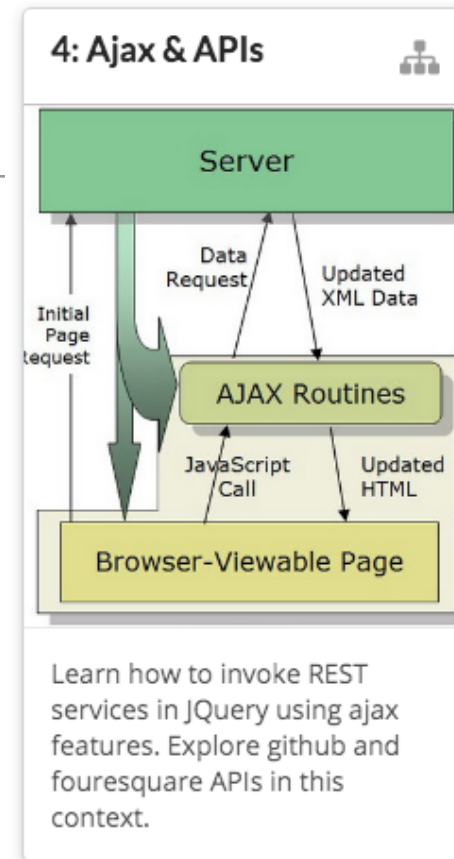 4: Ajax & APIs
Server
Data
Request
Updated
XML Data
Initial
Page
Request
AJAX Routines
JavaScript
Call
Updated
HTML
Browser-Viewable Page
Learn how to invoke REST
services in JQuery using ajax
features. Explore github and
fouresquare APIs in this
context.